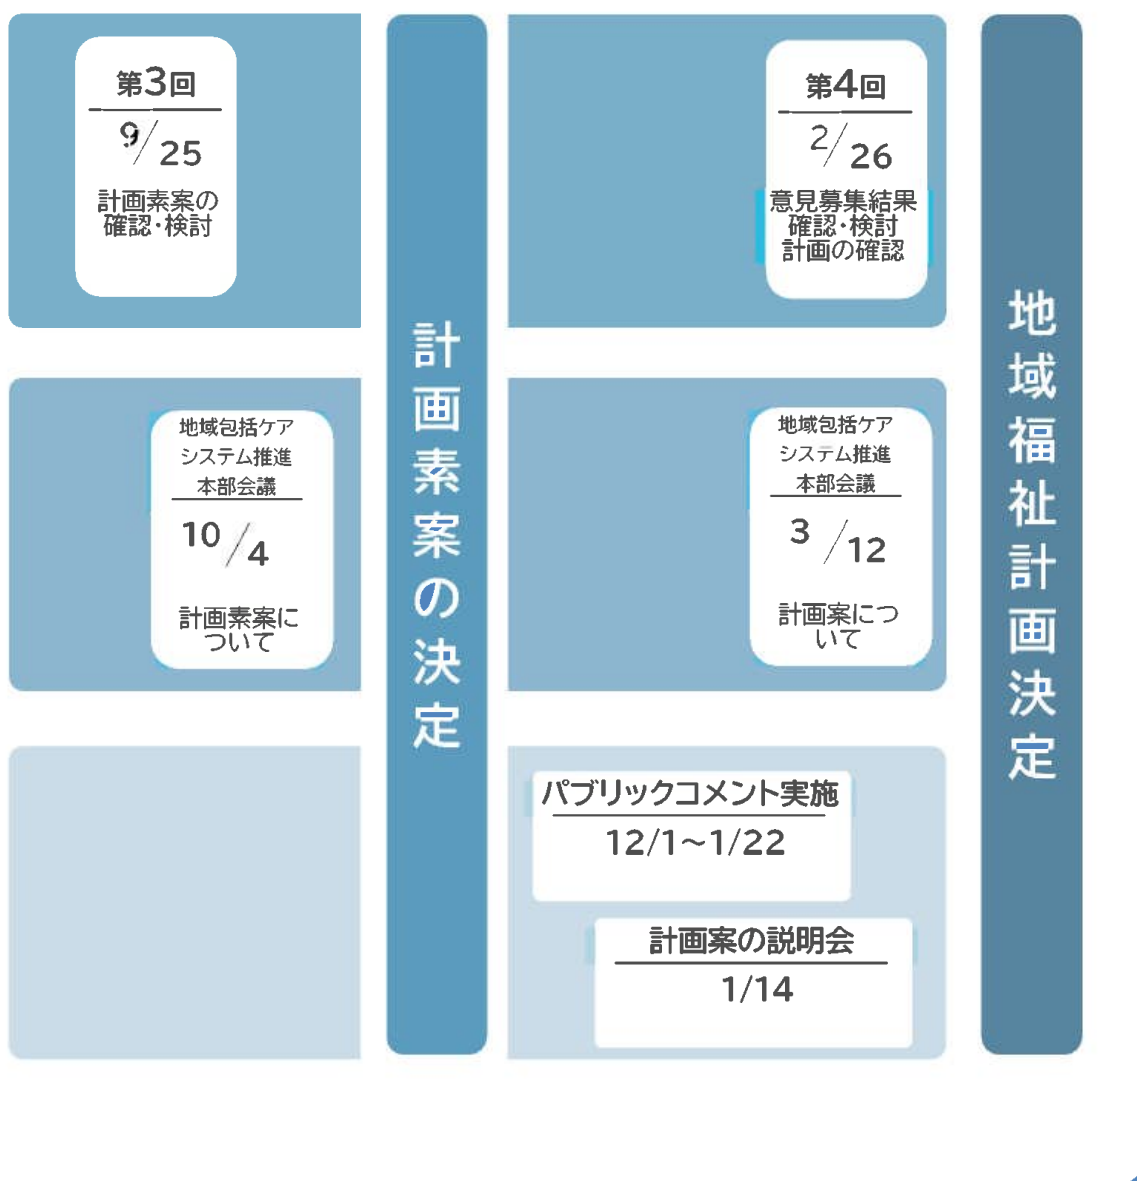 第3回
9/25
計画素案の
確認・検討
地域包括ケア
システム推進
本部会議
10/4
計画素案に
ついて
計画素案の決定
第4回
2/26
意見募集結果
確認・検討
計画の確認
地域包括ケア
システム推進
本部会議
3/12
計画案につ
いて
パブリックコメント実施
12/1～1/22
計画案の説明会
1/14
地域福祉計画決定